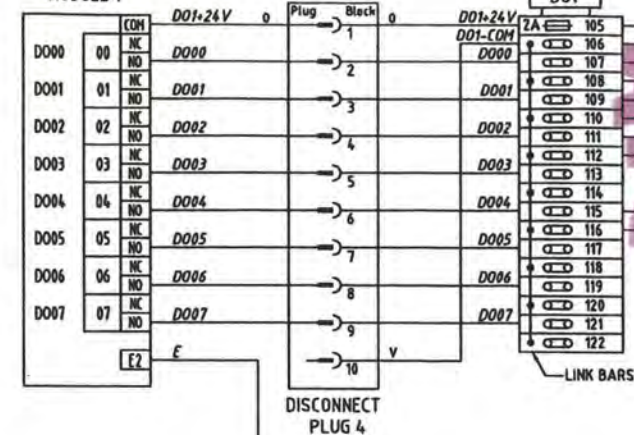 Plug Block
COM DO1+24V 0 1 0 DO1+24V 2A 105
DO1-COM 106
DO00 00 NC NO DO00 2 DO00 107
108
DO01 01 NC NO DO01 3 DO01 109
110
DO02 02 NC NO DO02 4 DO02 111
112
DO03 03 NC NO DO03 5 DO03 113
114
DO04 04 NC NO DO04 6 DO04 115
116
DO05 05 NC NO DO05 7 DO05 117
118
DO06 06 NC NO DO06 8 DO06 119
120
DO07 07 NC NO DO07 9 DO07 121
122
E2 E 10 V
LINK BARS
DISCONNECT
PLUG 4